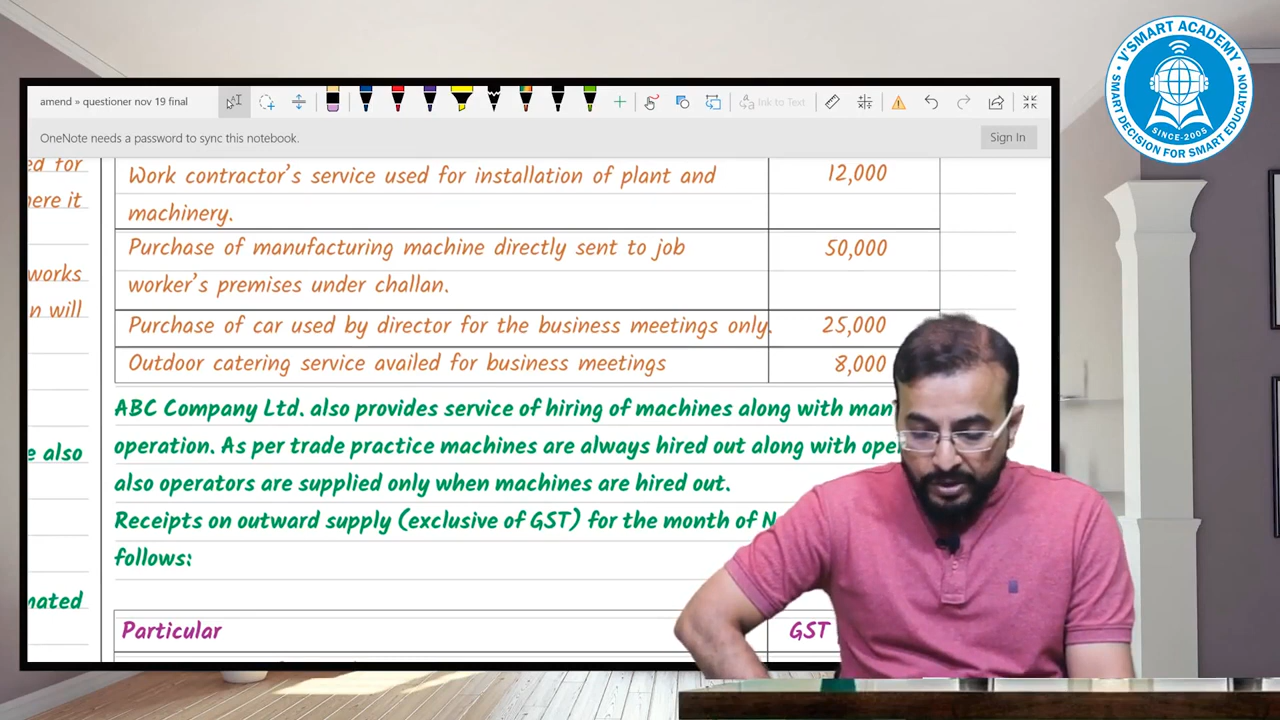 amend » questioner nov 19 final
Ink to Text
OneNote needs a password to sync this notebook.
Sign In
ed for
here it
works
n will
e also
nated
Work contractor's service used for installation of plant and
machinery.
12,000
Purchase of manufacturing machine directly sent to job
worker's premises under challan.
50,000
Purchase of car used by director for the business meetings only.
25,000
Outdoor catering service availed for business meetings
8,000
ABC Company Ltd. also provides service of hiring of machines along with man
operation. As per trade practice machines are always hired out along with ope
also operators are supplied only when machines are hired out.
Receipts on outward supply (exclusive of GST) for the month of N
follows:
Particular
GST
V'SMART ACADEMY
SINCE-2005
SMART DECISION FOR SMART EDUCATION